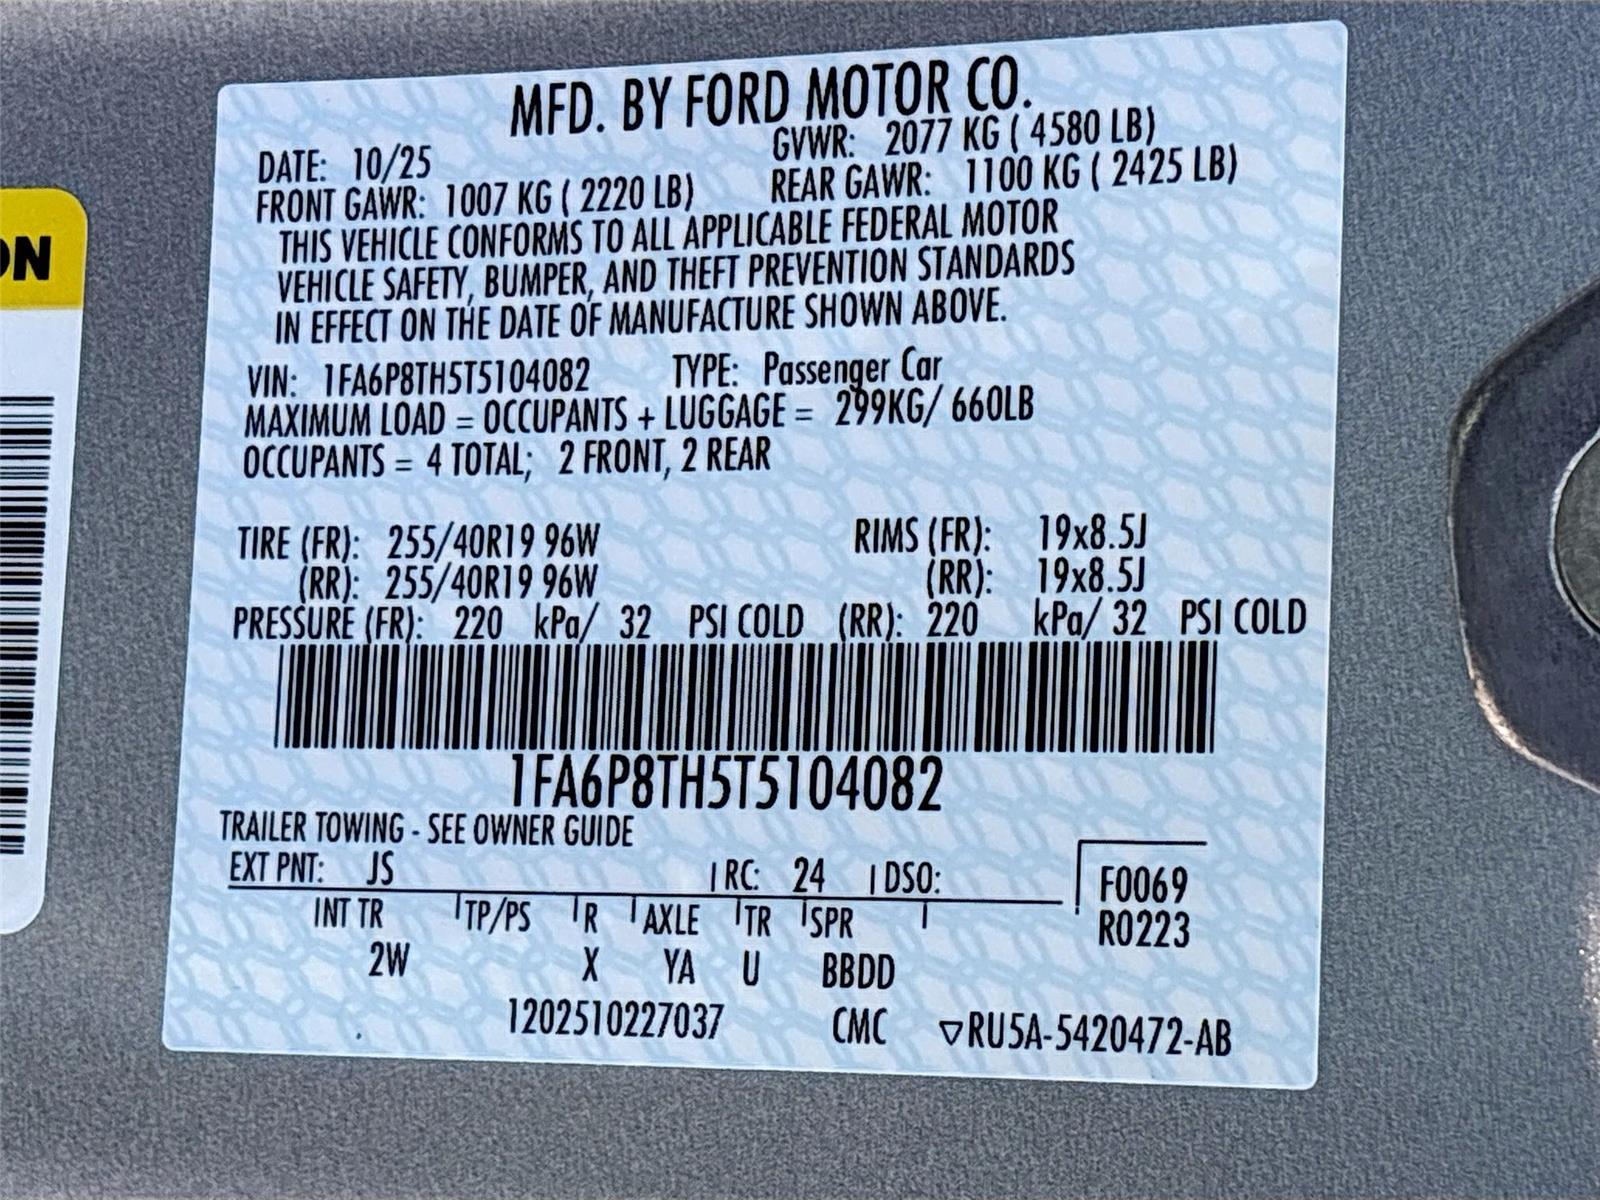 MFD. BY FORD MOTOR CO.
DATE: 10/25 GVWR: 2077 KG ( 4580 LB)
FRONT GAWR: 1007 KG ( 2220 LB) REAR GAWR: 1100 KG ( 2425 LB)
THIS VEHICLE CONFORMS TO ALL APPLICABLE FEDERAL MOTOR
VEHICLE SAFETY, BUMPER, AND THEFT PREVENTION STANDARDS
IN EFFECT ON THE DATE OF MANUFACTURE SHOWN ABOVE.
VIN: 1FA6P8TH5T5104082 TYPE: Passenger Car
MAXIMUM LOAD = OCCUPANTS + LUGGAGE = 299KG/ 660LB
OCCUPANTS = 4 TOTAL; 2 FRONT, 2 REAR
TIRE (FR): 255/40R19 96W RIMS (FR): 19x8.5J
(RR): 255/40R19 96W (RR): 19x8.5J
PRESSURE (FR): 220 kPa/ 32 PSI COLD (RR): 220 kPa/ 32 PSI COLD
1FA6P8TH5T5104082
TRAILER TOWING - SEE OWNER GUIDE
EXT PNT: JS RC: 24 DSO: F0069
INT TR TP/PS R AXLE TR SPR R0223
2W X YA U BBDD
1202510227037 CMC ▽RU5A-5420472-AB
ON